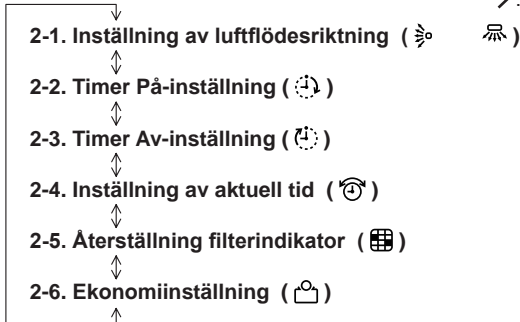 2-1. Inställning av luftflödesriktning ( )
2-2. Timer På-inställning ( )
2-3. Timer Av-inställning ( )
2-4. Inställning av aktuell tid ( )
2-5. Återställning filterindikator ( )
2-6. Ekonomiinställning ( )